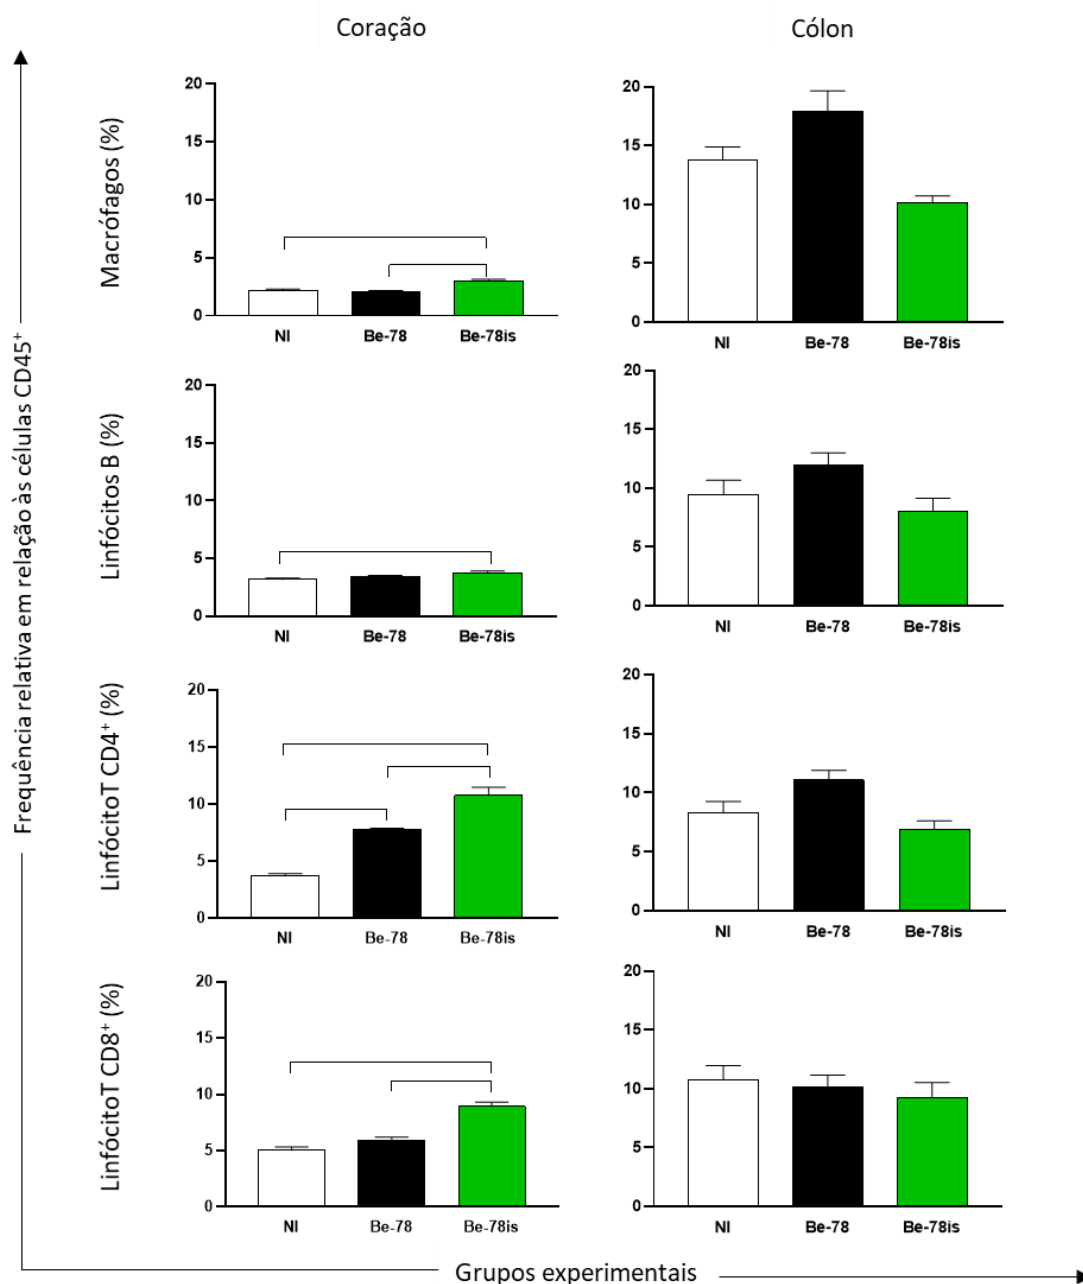 Coração
Cólon
Frequência relativa em relação às células CD45⁺
Macrófagos (%)
20
15
10
5
0
NI Be-78 Be-78is
20
15
10
5
0
NI Be-78 Be-78is
Linfócitos B (%)
20
15
10
5
0
NI Be-78 Be-78is
20
15
10
5
0
NI Be-78 Be-78is
LinfócitoT CD4⁺ (%)
20
15
10
5
0
NI Be-78 Be-78is
20
15
10
5
0
NI Be-78 Be-78is
LinfócitoT CD8⁺ (%)
20
15
10
5
0
NI Be-78 Be-78is
20
15
10
5
0
NI Be-78 Be-78is
Grupos experimentais